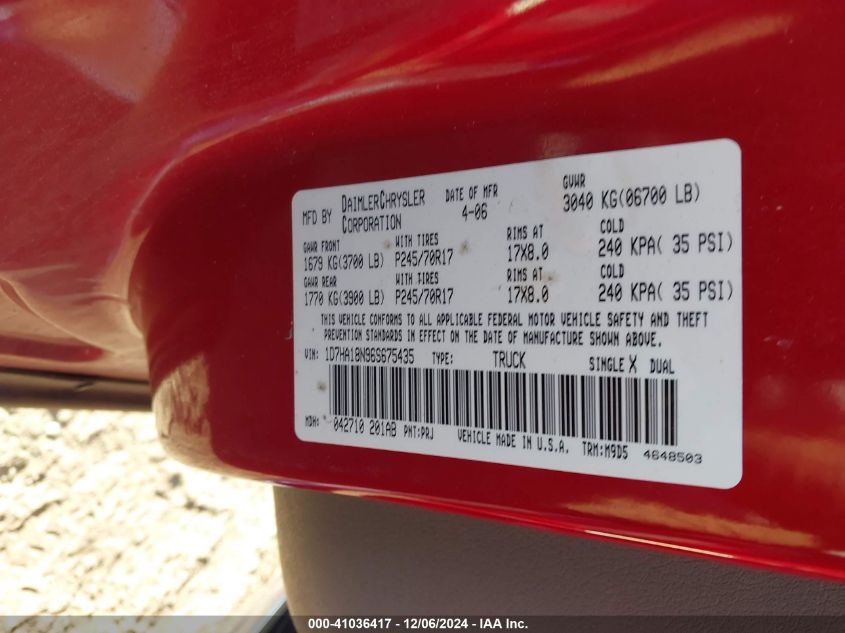 MFD BY DAIMLERCHRYSLER CORPORATION DATE OF MFR 4-06 GVWR 3040 KG(06700 LB)
GAWR FRONT WITH TIRES RIMS AT COLD
1679 KG(3700 LB) P245/70R17 17X8.0 240 KPA( 35 PSI)
GAWR REAR WITH TIRES RIMS AT COLD
1770 KG(3900 LB) P245/70R17 17X8.0 240 KPA( 35 PSI)
THIS VEHICLE CONFORMS TO ALL APPLICABLE FEDERAL MOTOR VEHICLE SAFETY AND THEFT
PREVENTION STANDARDS IN EFFECT ON THE DATE OF MANUFACTURE SHOWN ABOVE.
VIN: 1D7HA18N96S675435 TYPE: TRUCK SINGLE X DUAL
MDH: 042710 201AB PNT:PRJ VEHICLE MADE IN U.S.A. TRM:M9D5 4648503
000-41036417 - 12/06/2024 - IAA Inc.